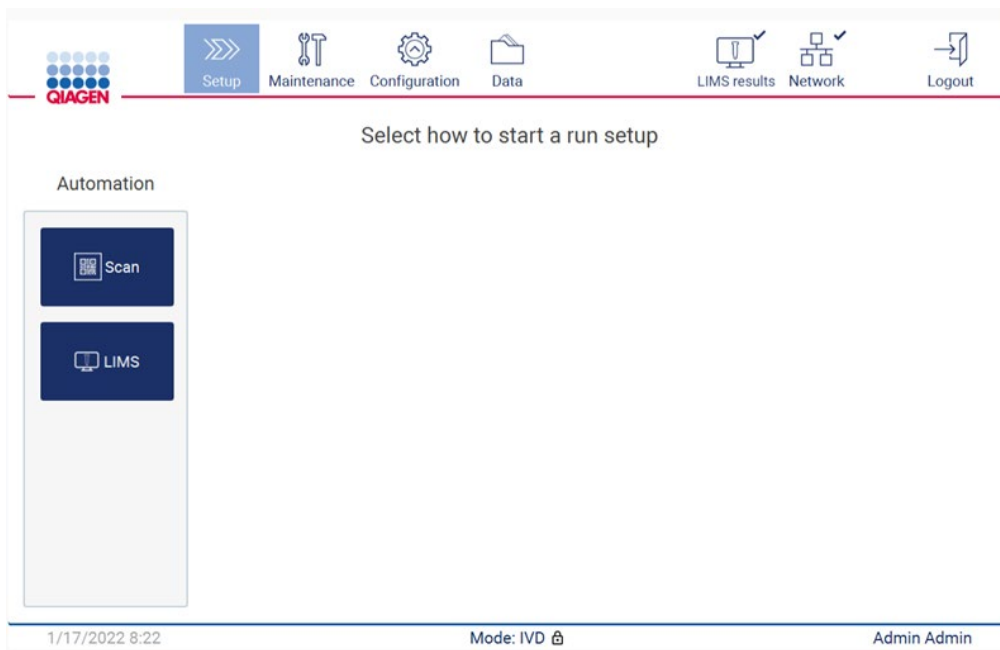 QIAGEN
Setup Maintenance Configuration Data LIMS results Network Logout
Select how to start a run setup
Automation
Scan
LIMS
1/17/2022 8:22 Mode: IVD Admin Admin